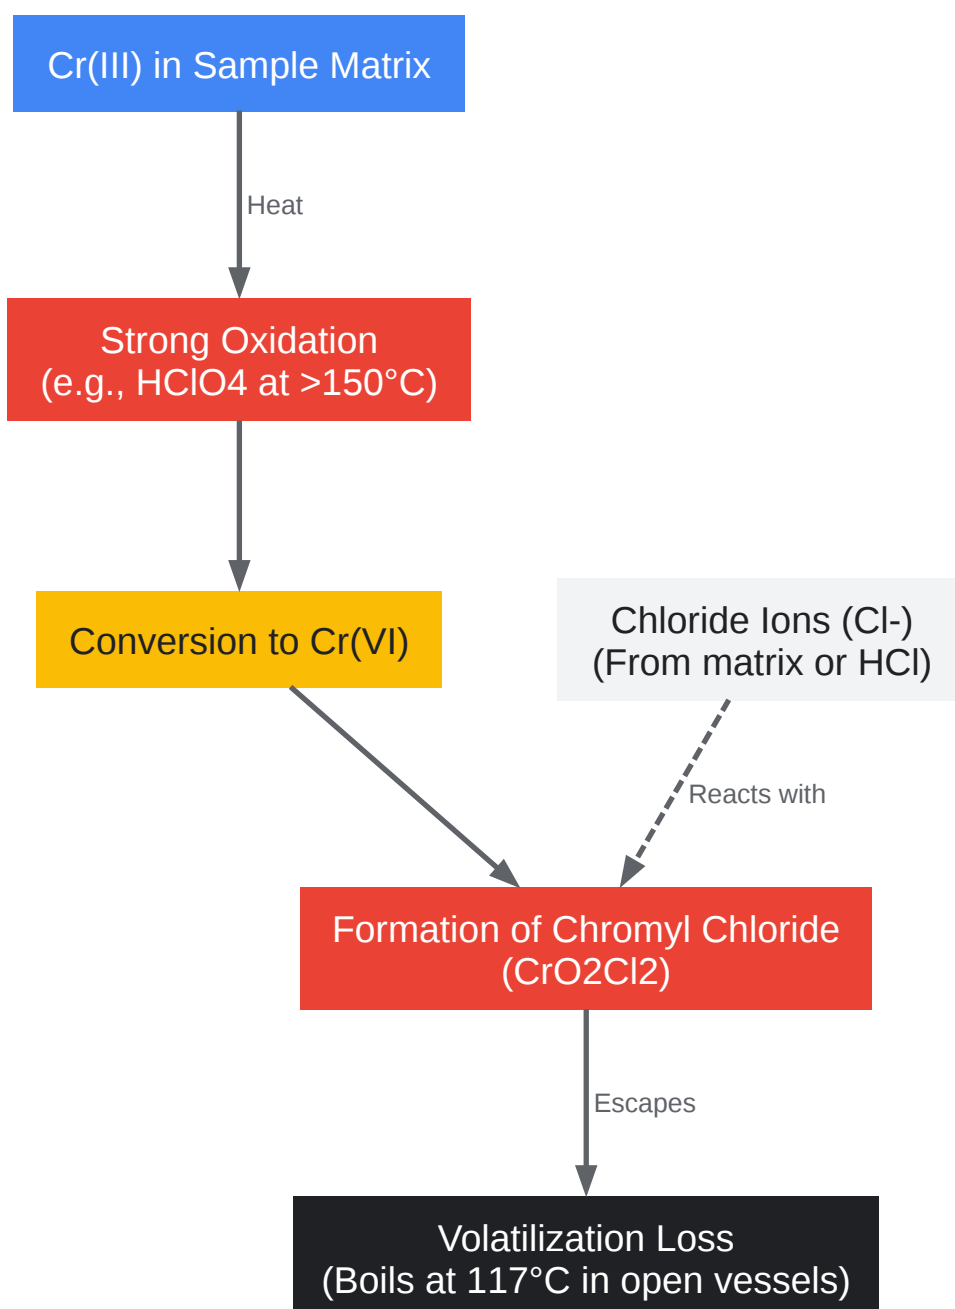 Cr(III) in Sample Matrix
Heat
Strong Oxidation
(e.g., HClO4 at >150°C)
Conversion to Cr(VI)
Chloride Ions (Cl-)
(From matrix or HCl)
Reacts with
Formation of Chromyl Chloride
(CrO2Cl2)
Escapes
Volatilization Loss
(Boils at 117°C in open vessels)